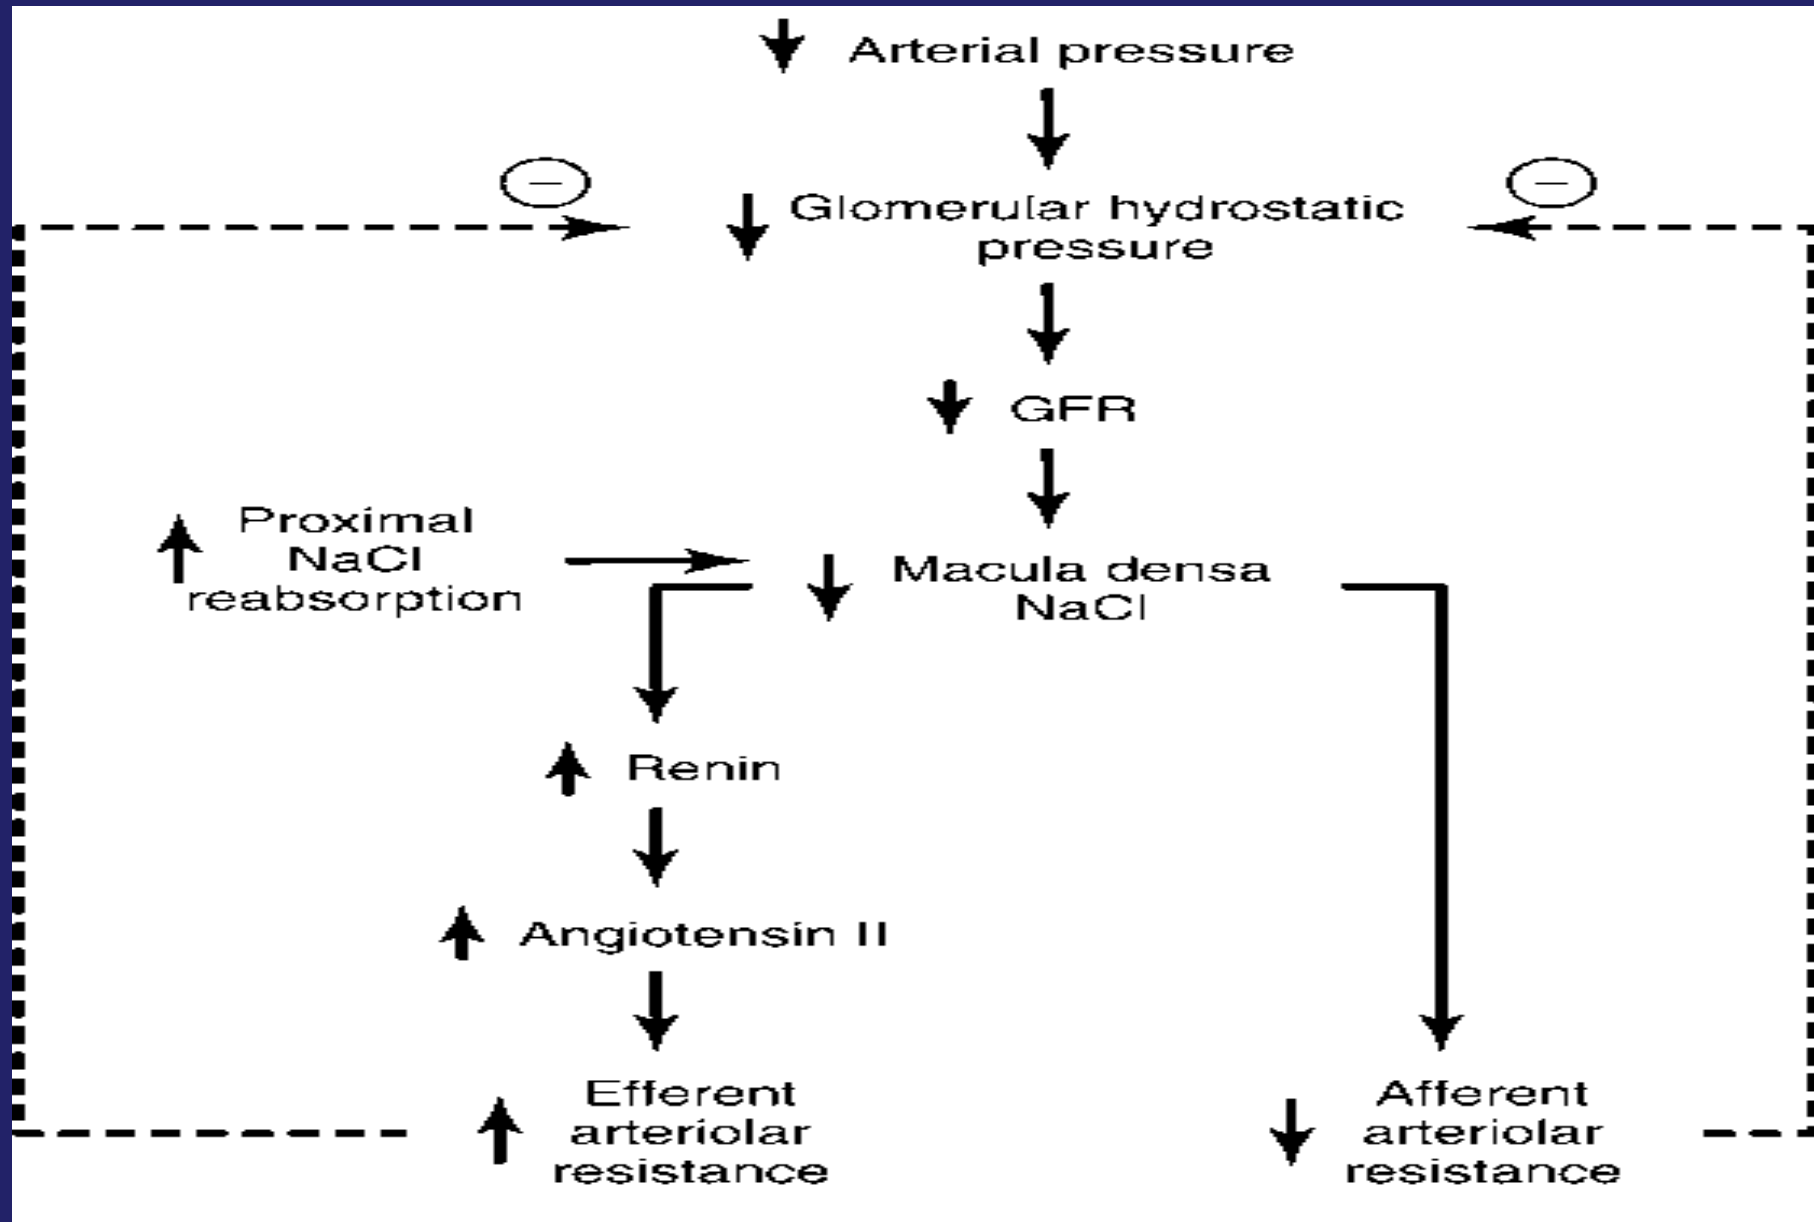 Arterial pressure
−
−
Glomerular hydrostatic
pressure
GFR
Proximal
NaCl
reabsorption
Macula densa
NaCl
Renin
Angiotensin II
Efferent
arteriolar
resistance
Afferent
arteriolar
resistance